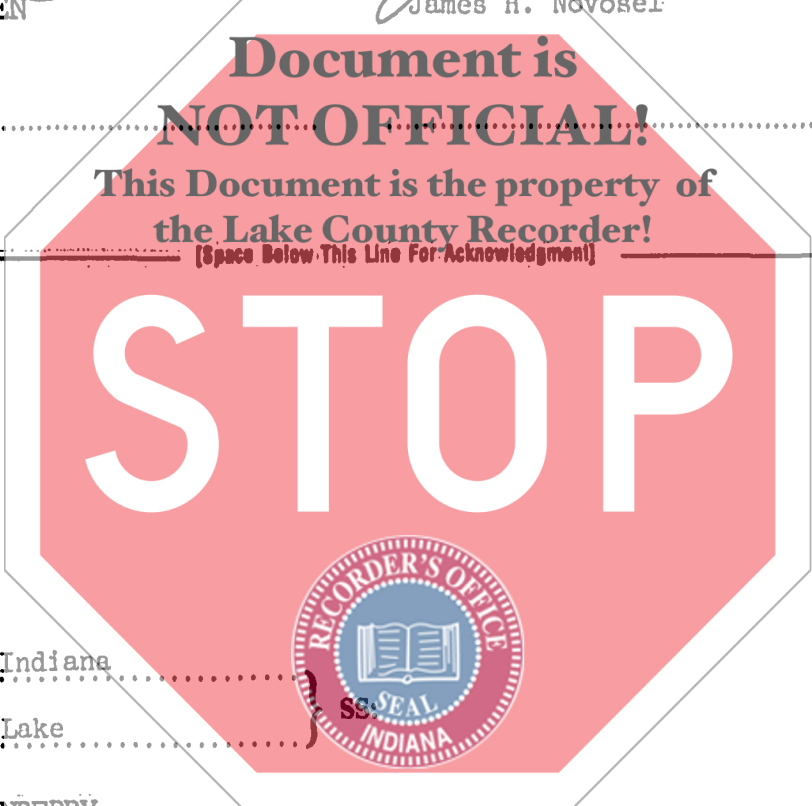 James H. Novosel
Document is
NOT OFFICIAL!
This Document is the property of
the Lake County Recorder!
[Space Below This Line For Acknowledgment]
STOP
RECORDER'S OFFICE
SEAL
INDIANA
Indiana
SS:
Lake